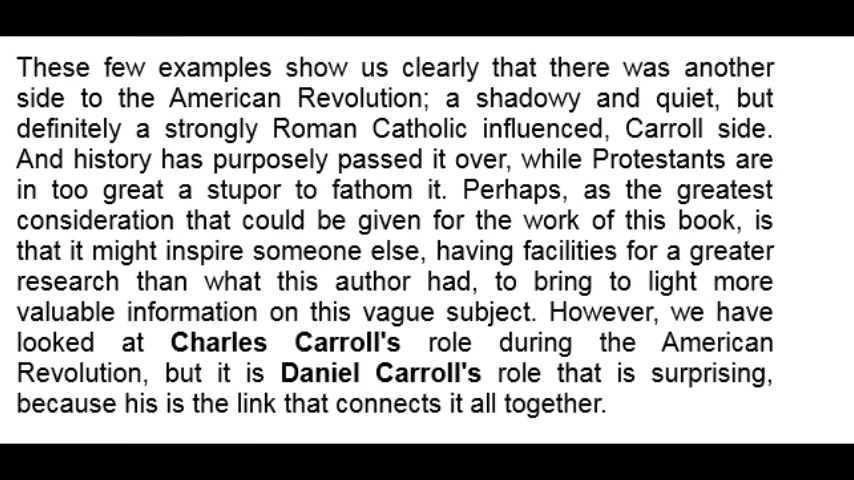 These few examples show us clearly that there was another
side to the American Revolution; a shadowy and quiet, but
definitely a strongly Roman Catholic influenced, Carroll side.
And history has purposely passed it over, while Protestants are
in too great a stupor to fathom it. Perhaps, as the greatest
consideration that could be given for the work of this book, is
that it might inspire someone else, having facilities for a greater
research than what this author had, to bring to light more
valuable information on this vague subject. However, we have
looked at Charles Carroll's role during the American
Revolution, but it is Daniel Carroll's role that is surprising,
because his is the link that connects it all together.